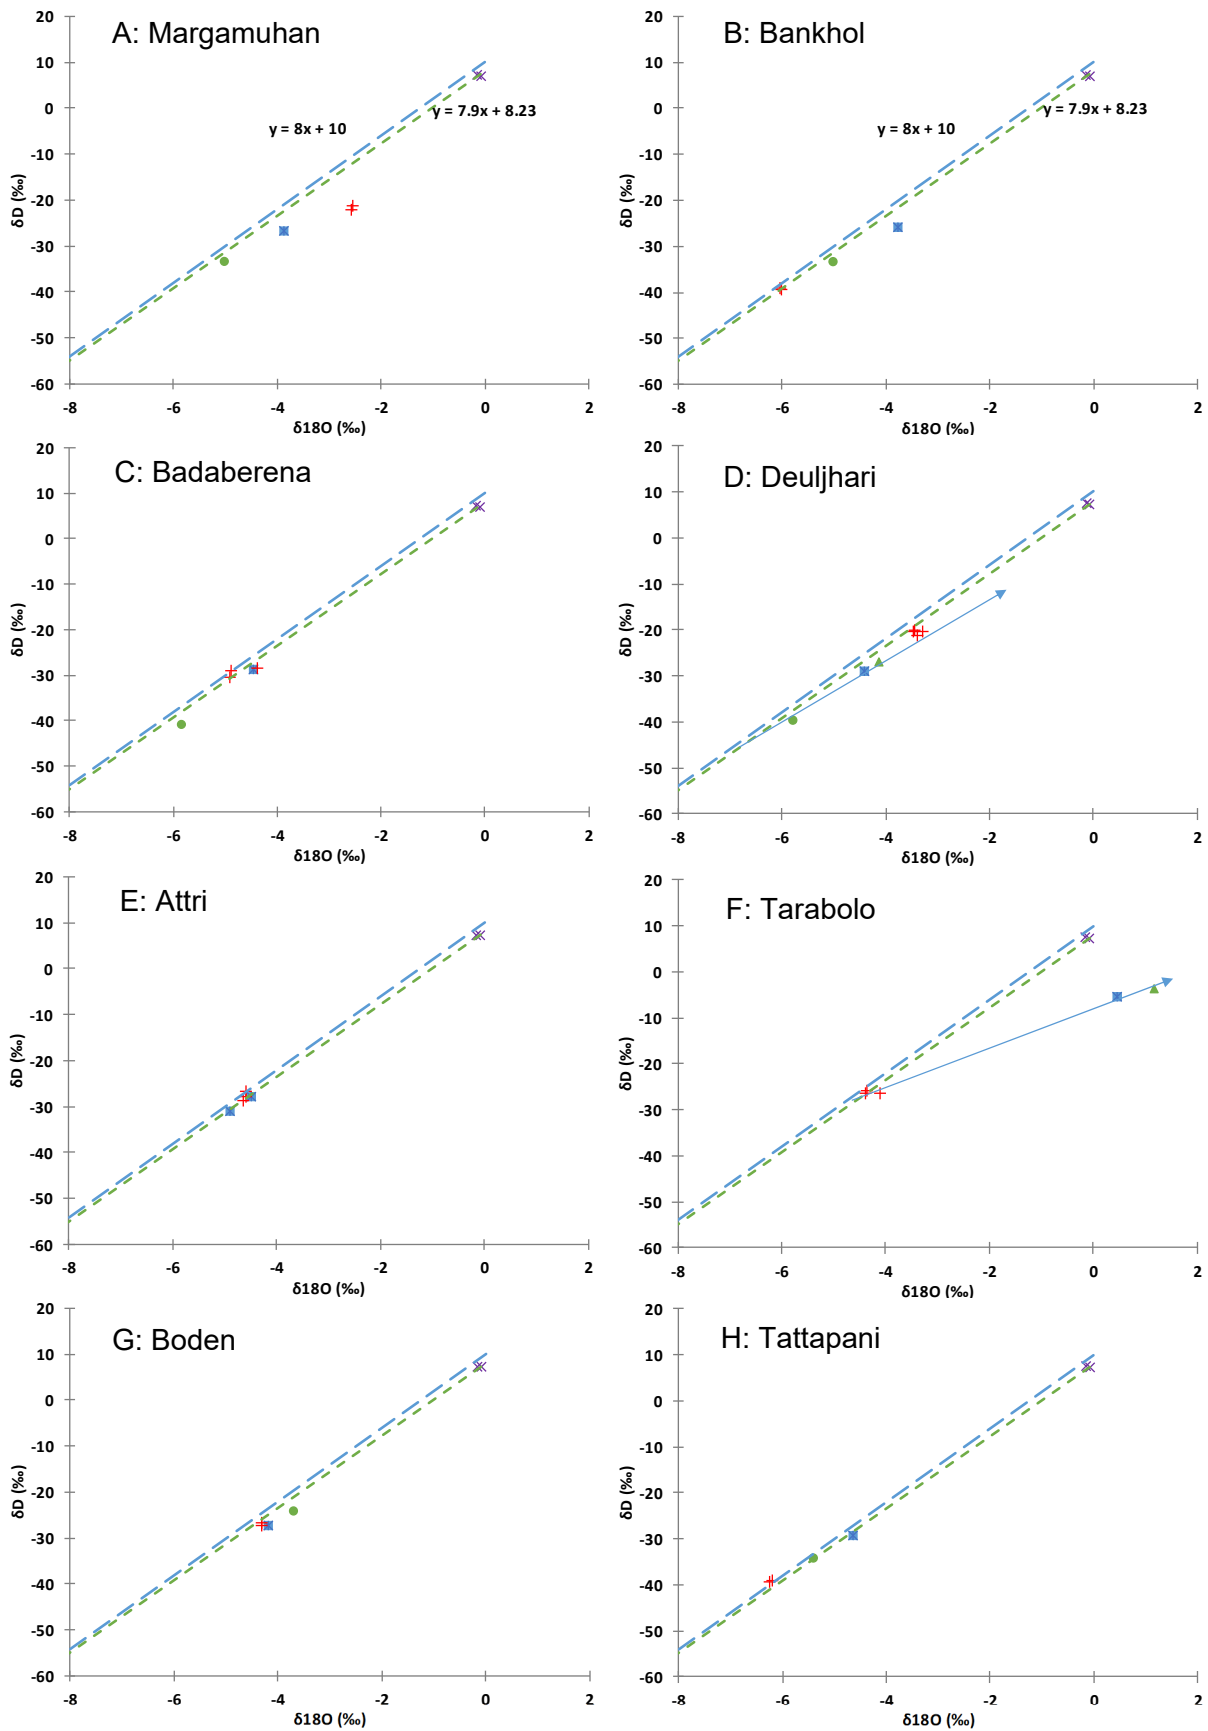 A: Margamuhan
20
10
0
-10
-20
-30
-40
-50
-60
δD (‰)
y = 8x + 10
y = 7.9x + 8.23
-8 -6 -4 -2 0 2
δ18O (‰)
B: Bankhol
20
10
0
-10
-20
-30
-40
-50
-60
δD (‰)
y = 8x + 10
y = 7.9x + 8.23
-8 -6 -4 -2 0 2
δ18O (‰)
C: Badaberena
20
10
0
-10
-20
-30
-40
-50
-60
δD (‰)
-8 -6 -4 -2 0 2
δ18O (‰)
D: Deuljhari
20
10
0
-10
-20
-30
-40
-50
-60
δD (‰)
-8 -6 -4 -2 0 2
δ18O (‰)
E: Attri
20
10
0
-10
-20
-30
-40
-50
-60
δD (‰)
-8 -6 -4 -2 0 2
δ18O (‰)
F: Tarabolo
20
10
0
-10
-20
-30
-40
-50
-60
δD (‰)
-8 -6 -4 -2 0 2
δ18O (‰)
G: Boden
20
10
0
-10
-20
-30
-40
-50
-60
δD (‰)
-8 -6 -4 -2 0 2
δ18O (‰)
H: Tattapani
20
10
0
-10
-20
-30
-40
-50
-60
δD (‰)
-8 -6 -4 -2 0 2
δ18O (‰)